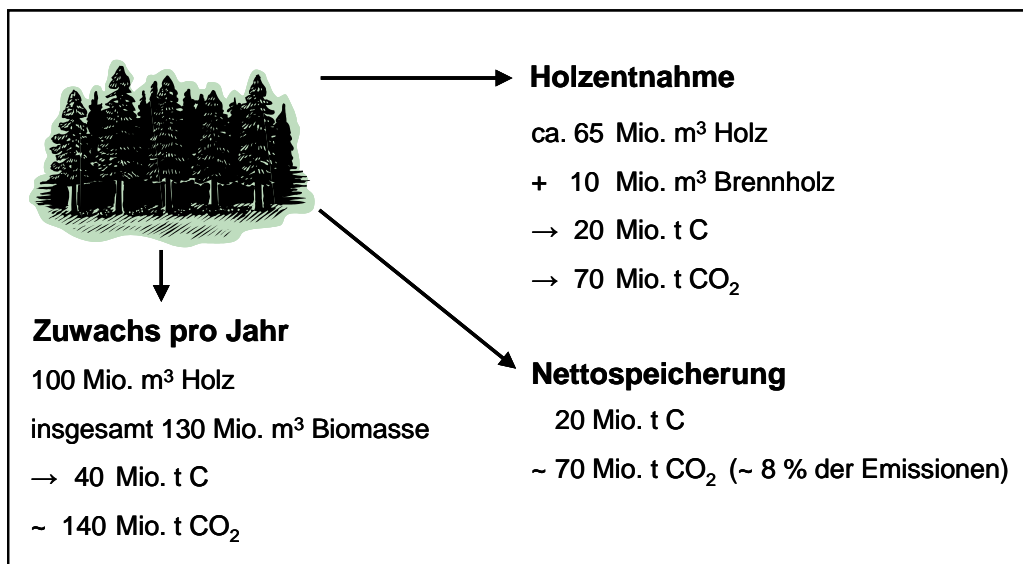 Holzentnahme
ca. 65 Mio. m³ Holz
+ 10 Mio. m³ Brennholz
→ 20 Mio. t C
→ 70 Mio. t CO₂
Zuwachs pro Jahr
100 Mio. m³ Holz
insgesamt 130 Mio. m³ Biomasse
→ 40 Mio. t C
~ 140 Mio. t CO₂
Nettospeicherung
20 Mio. t C
~ 70 Mio. t CO₂ (~ 8 % der Emissionen)